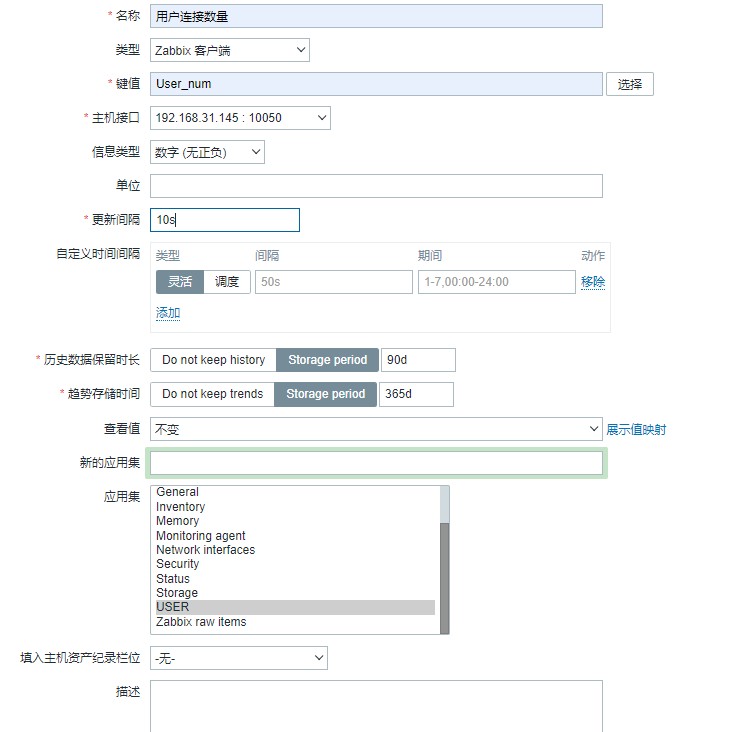 * 名称 用户连接数量
类型 Zabbix 客户端
* 键值 User_num 选择
* 主机接口 192.168.31.145 : 10050
信息类型 数字 (无正负)
单位
* 更新间隔 10s
自定义时间间隔 类型 间隔 期间 动作
灵活 调度 50s 1-7,00:00-24:00 移除
添加
* 历史数据保留时长 Do not keep history Storage period 90d
* 趋势存储时间 Do not keep trends Storage period 365d
查看值 不变 展示值映射
新的应用集
应用集 General
Inventory
Memory
Monitoring agent
Network interfaces
Security
Status
Storage
USER
Zabbix raw items
填入主机资产纪录栏位 -无-
描述